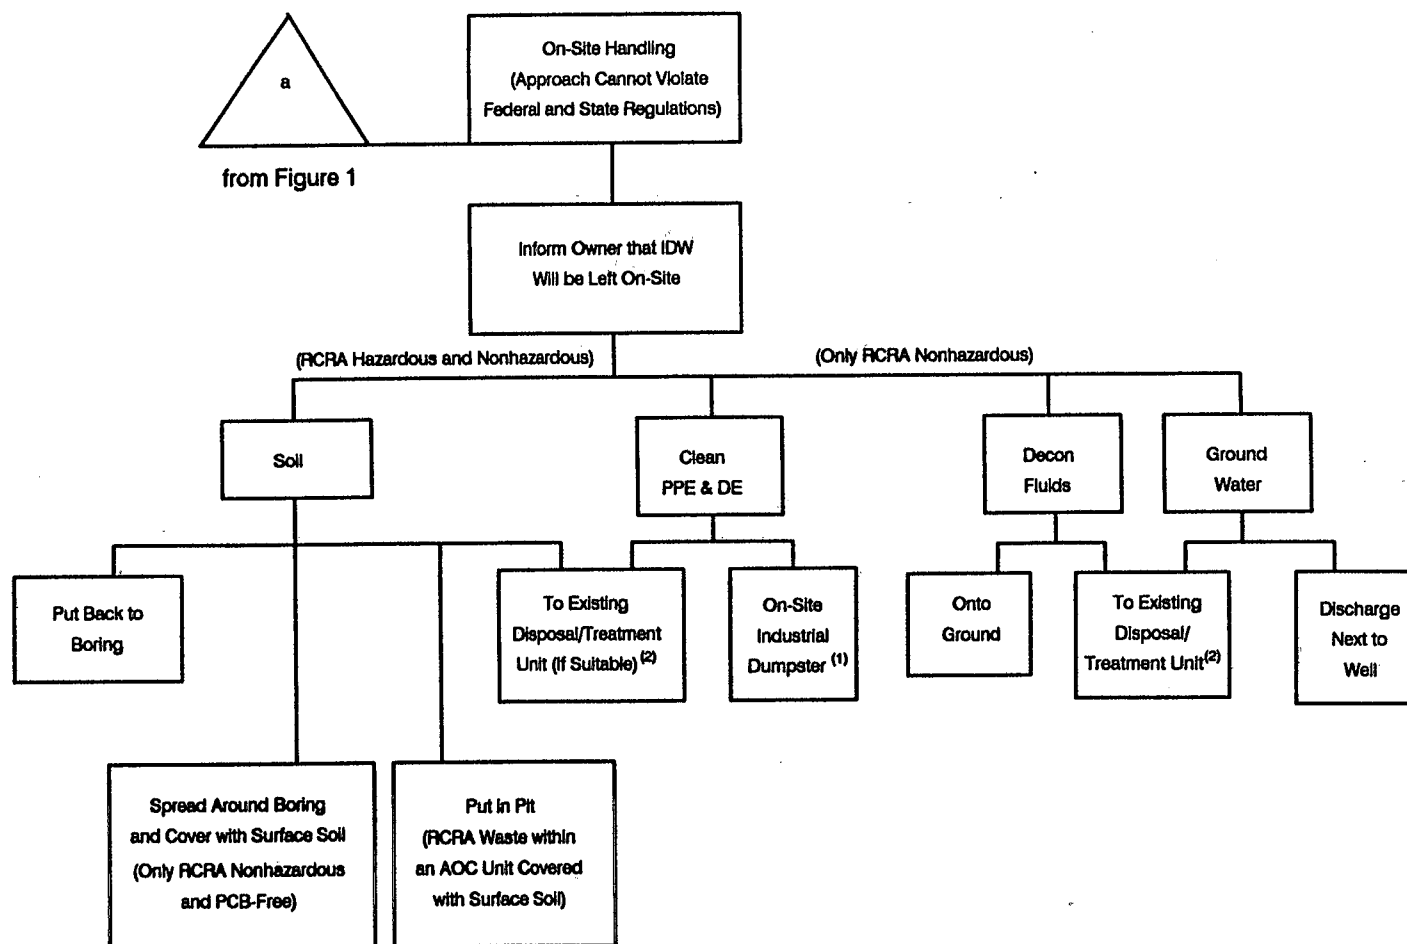 a
from Figure 1
On-Site Handling
(Approach Cannot Violate
Federal and State Regulations)
Inform Owner that IDW
Will be Left On-Site
(RCRA Hazardous and Nonhazardous)
(Only RCRA Nonhazardous)
Soil
Clean
PPE & DE
Decon
Fluids
Ground
Water
Put Back to
Boring
To Existing
Disposal/Treatment
Unit (If Suitable) (2)
On-Site
Industrial
Dumpster (1)
Onto
Ground
To Existing
Disposal/
Treatment Unit(2)
Discharge
Next to
Well
Spread Around Boring
and Cover with Surface Soil
(Only RCRA Nonhazardous
and PCB-Free)
Put in Pit
(RCRA Waste within
an AOC Unit Covered
with Surface Soil)